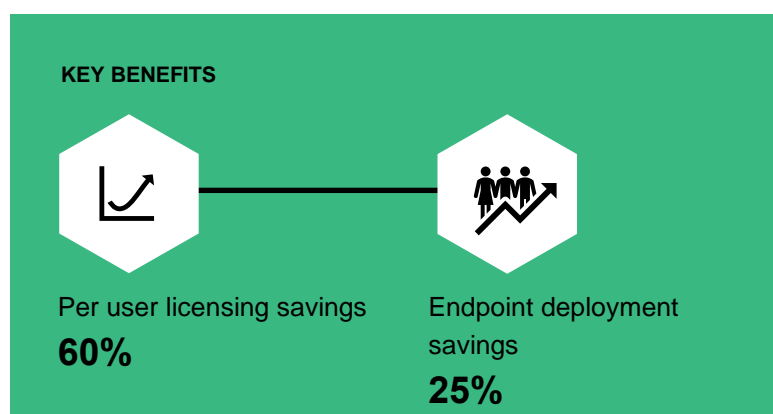 KEY BENEFITS
Per user licensing savings
60%
Endpoint deployment
savings
25%